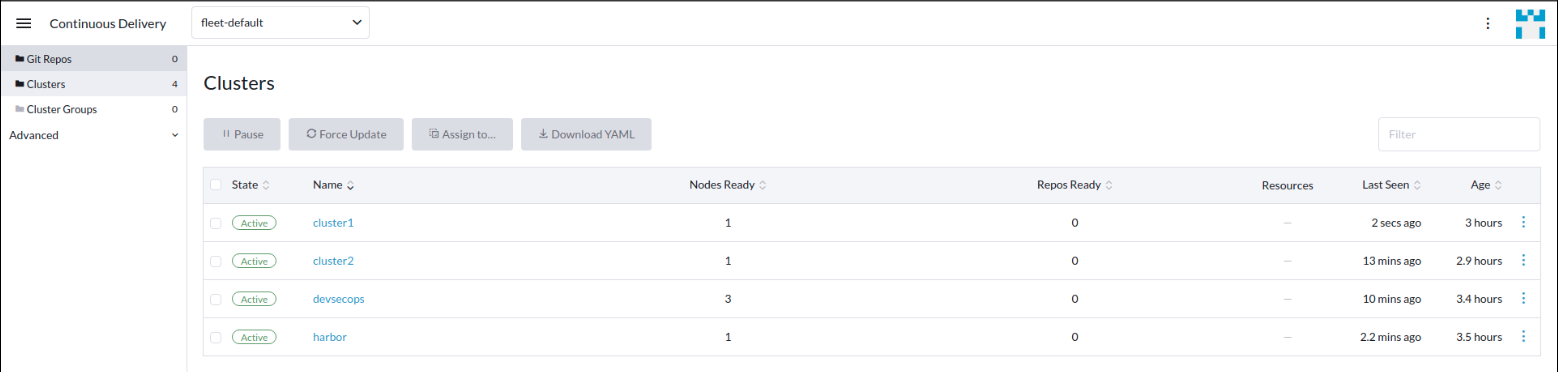 Continuous Delivery fleet-default
Git Repos 0
Clusters 4
Cluster Groups 0
Advanced
Clusters
Pause Force Update Assign to... Download YAML Filter
State Name Nodes Ready Repos Ready Resources Last Seen Age
Active cluster1 1 0 — 2 secs ago 3 hours
Active cluster2 1 0 — 13 mins ago 2.9 hours
Active devsecops 3 0 — 10 mins ago 3.4 hours
Active harbor 1 0 — 2.2 mins ago 3.5 hours